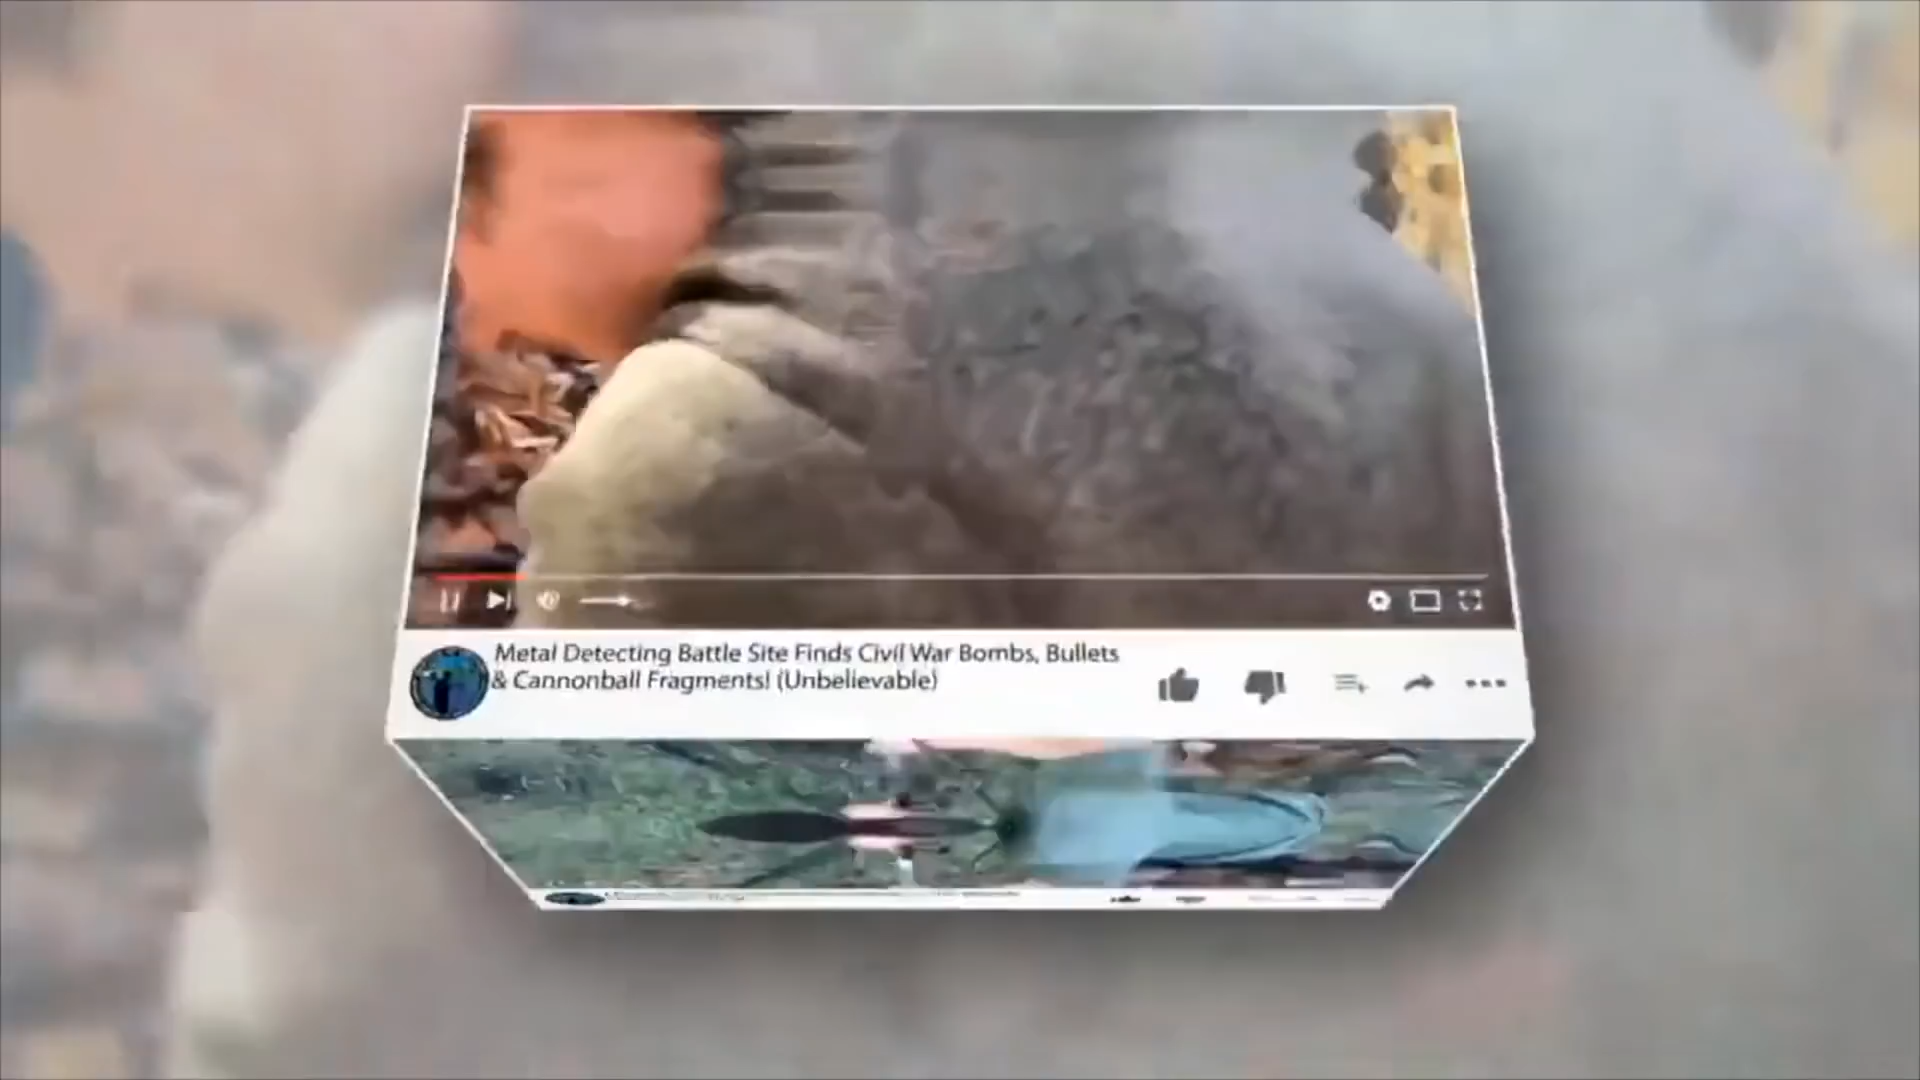 Metal Detecting Battle Site Finds Civil War Bombs, Bullets
& Cannonball Fragments! (Unbelievable)